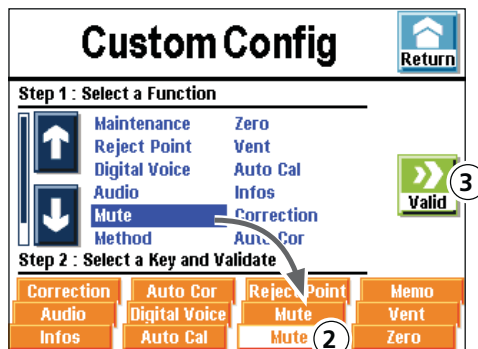 Custom Config
Return
Step 1 : Select a Function
Maintenance Zero
Reject Point Vent
Digital Voice Auto Cal
Audio Infos
Mute Correction
Method Auto Cor
Valid
3
Step 2 : Select a Key and Validate
Correction Auto Cor Reject Point Memo
Audio Digital Voice Mute Vent
Infos Auto Cal Mute 2 Zero